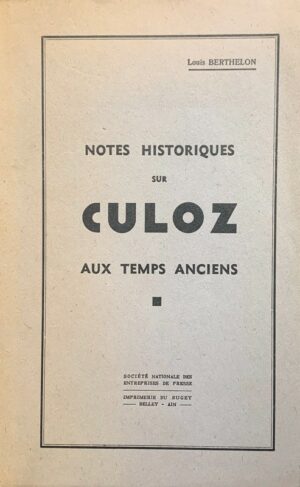 Louis BERTHELON
NOTES HISTORIQUES
SUR
CULOZ
AUX TEMPS ANCIENS
SOCIÉTÉ NATIONALE DES
ENTREPRISES DE PRESSE
IMPRIMERIE DU BUGEY
BELLEY - AIN